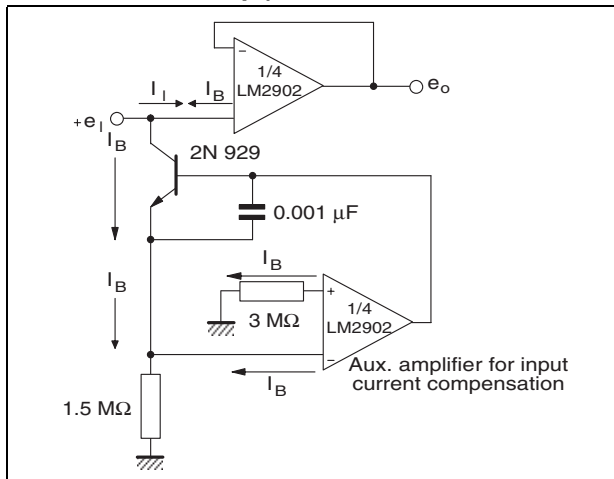 1/4
LM2902
e_o
I_I
I_B
+e_I
I_B
2N 929
0.001 μF
I_B
I_B
3 MΩ
1/4
LM2902
Aux. amplifier for input
current compensation
I_B
1.5 MΩ